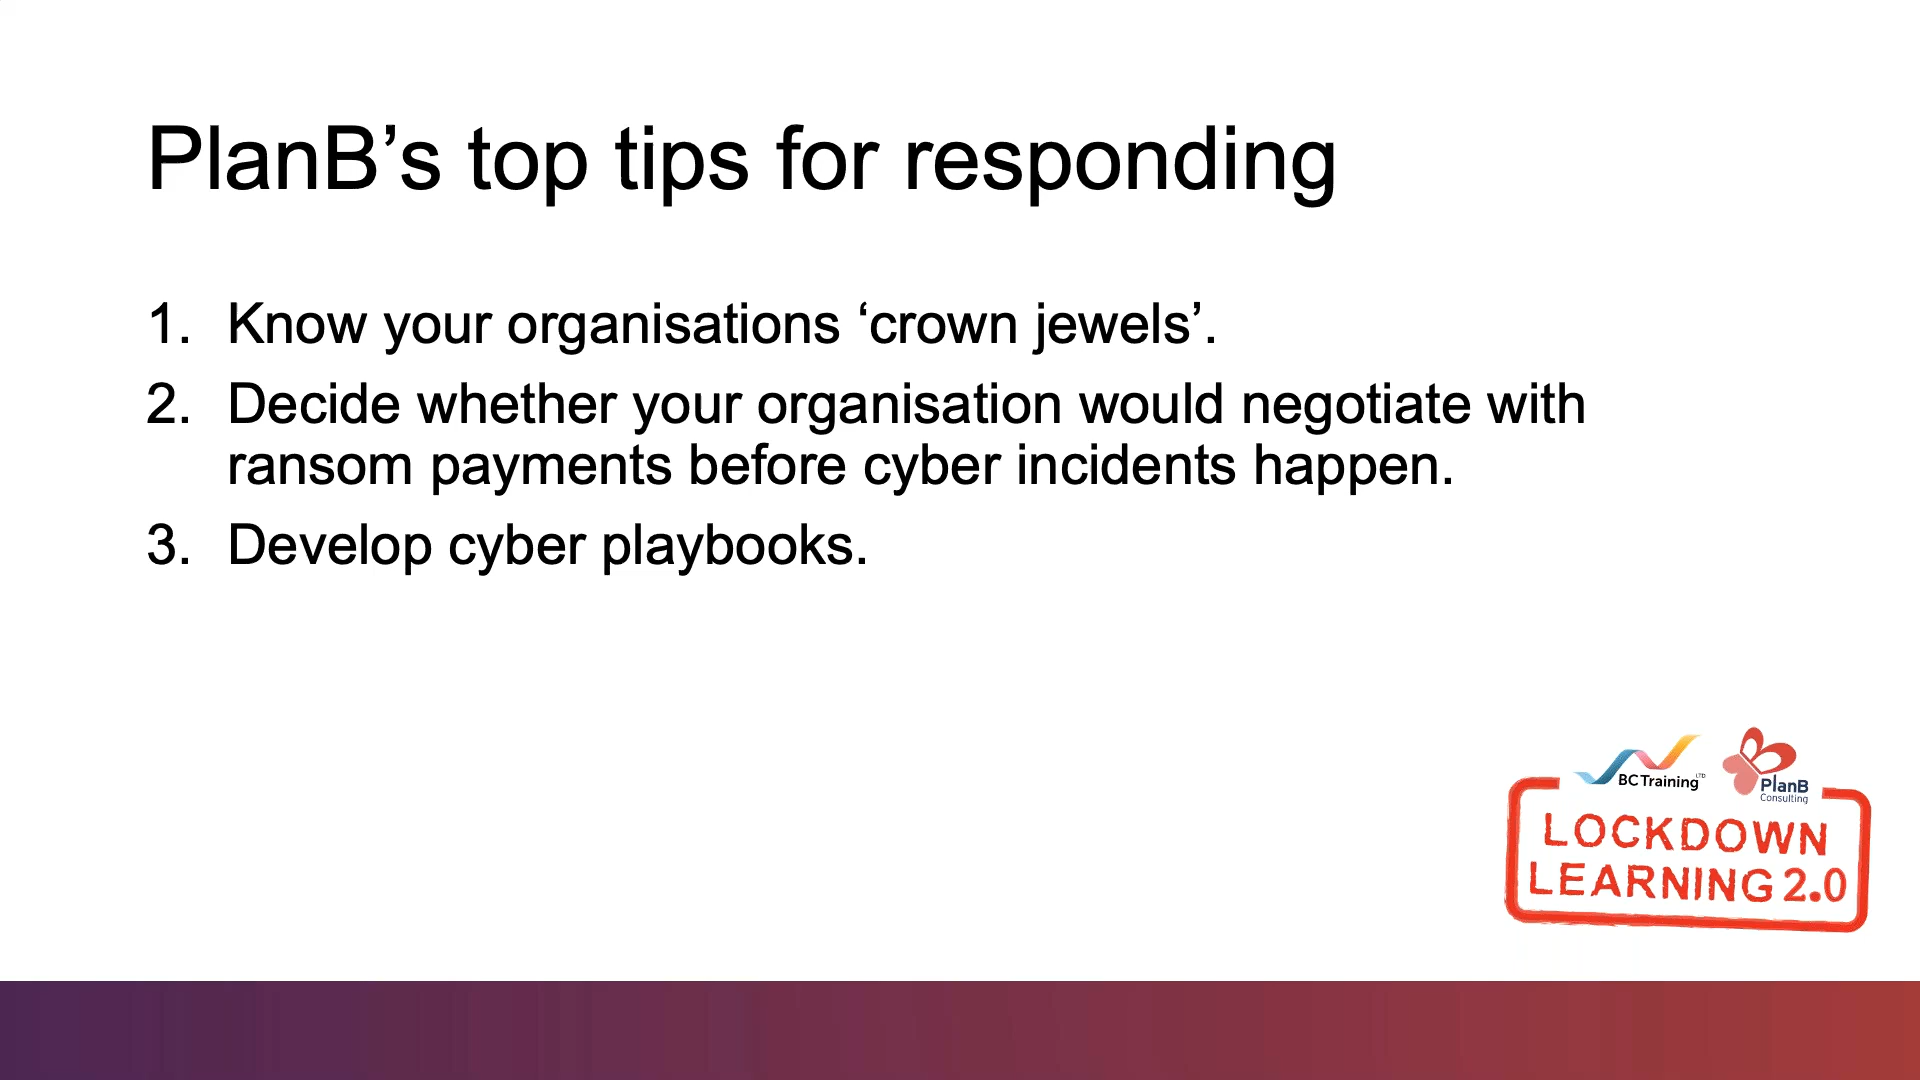 PlanB’s top tips for responding
1. Know your organisations ‘crown jewels’.
2. Decide whether your organisation would negotiate with
ransom payments before cyber incidents happen.
3. Develop cyber playbooks.
BC Training LTD
PlanB
Consulting
LOCKDOWN
LEARNING 2.0